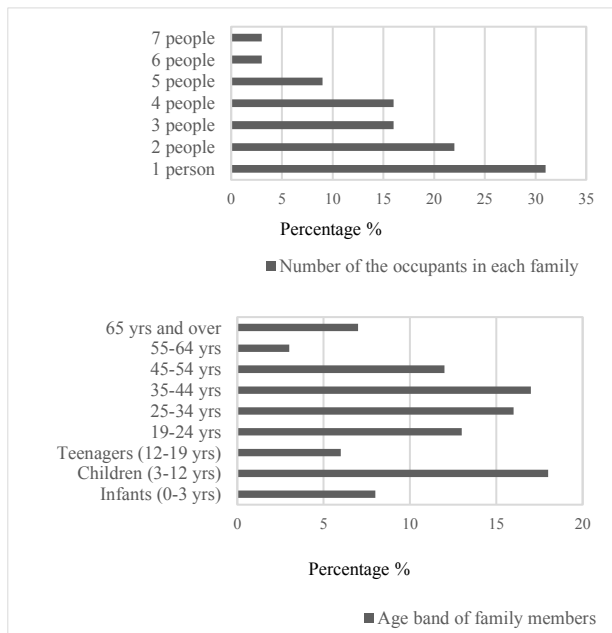 7 people
6 people
5 people
4 people
3 people
2 people
1 person
0 5 10 15 20 25 30 35
Percentage %
Number of the occupants in each family
65 yrs and over
55-64 yrs
45-54 yrs
35-44 yrs
25-34 yrs
19-24 yrs
Teenagers (12-19 yrs)
Children (3-12 yrs)
Infants (0-3 yrs)
0 5 10 15 20
Percentage %
Age band of family members